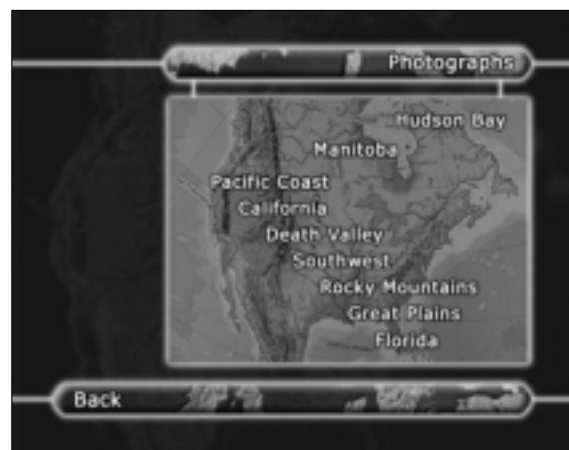 Photographs
Hudson Bay
Manitoba
Pacific Coast
California
Death Valley
Southwest
Rocky Mountains
Great Plains
Florida
Back